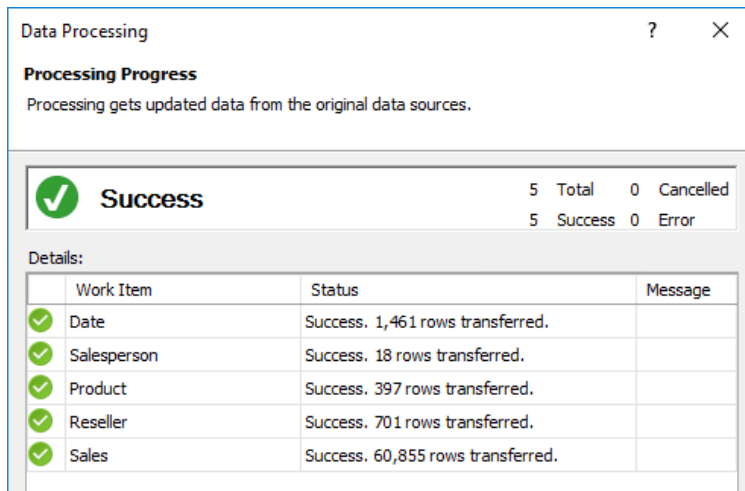 Data Processing ?
Processing Progress
Processing gets updated data from the original data sources.
Success 5 Total 0 Cancelled
5 Success 0 Error
Details:
Work Item Status Message
Date Success. 1,461 rows transferred.
Salesperson Success. 18 rows transferred.
Product Success. 397 rows transferred.
Reseller Success. 701 rows transferred.
Sales Success. 60,855 rows transferred.